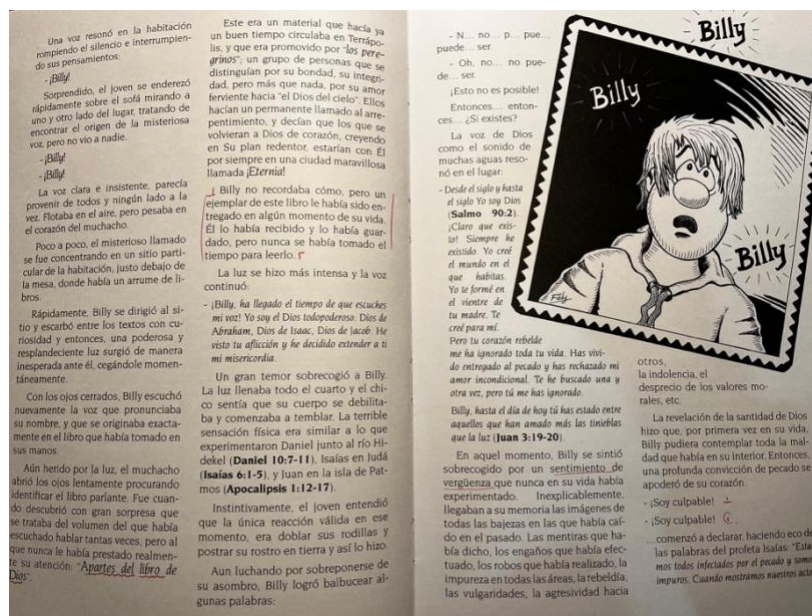 Una voz resonó en la habitación
rompiendo el silencio e interrumpien-
do sus pensamientos:
- ¡Billy!
Sorprendido, el joven se enderezó
rápidamente sobre el sofá mirando a
uno y otro lado del lugar, tratando de
encontrar el origen de la misteriosa
voz, pero no vio a nadie.
- ¡Billy!
- ¡Billy!
La voz clara e insistente, parecía
provenir de todos y ningún lado a la
vez. Flotaba en el aire, pero pesaba en
el corazón del muchacho.
Poco a poco, el misterioso llamado
se fue concentrando en un sitio parti-
cular de la habitación, justo debajo de
la mesa, donde había un arrume de li-
bros.
Rápidamente, Billy se dirigió al si-
tio y escarbó entre los textos con cu-
riosidad y entonces, una poderosa y
resplandeciente luz surgió de manera
inesperada ante él, cegándole momen-
táneamente.
Con los ojos cerrados, Billy escuchó
nuevamente la voz que pronunciaba
su nombre, y que se originaba exacta-
mente en el libro que había tomado en
sus manos.
Aún herido por la luz, el muchacho
abrió los ojos lentamente procurando
identificar el libro parlante. Fue cuan-
do descubrió con gran sorpresa que
se trataba del volumen del que había
escuchado hablar tantas veces, pero al
que nunca le había prestado realmen-
te su atención: "Apartes del libro de
Dios".
Este era un material que hacía ya
un buen tiempo circulaba en Terrápo-
lis, y que era promovido por "los pere-
grinos"; un grupo de personas que se
distinguían por su bondad, su integri-
dad, pero más que nada, por su amor
ferviente hacia "el Dios del cielo". Ellos
hacían un permanente llamado al arre-
pentimiento, y decían que los que se
volvieran a Dios de corazón, creyendo
en Su plan redentor, estarían con Él
por siempre en una ciudad maravillosa
llamada ¡Eternia!
Billy no recordaba cómo, pero un
ejemplar de este libro le había sido en-
tregado en algún momento de su vida.
Él lo había recibido y lo había guar-
dado, pero nunca se había tomado el
tiempo para leerlo.
La luz se hizo más intensa y la voz
continuó:
- ¡Billy, ha llegado el tiempo de que escuches
mi voz! Yo soy el Dios todopoderoso. Dios de
Abraham, Dios de Isaac, Dios de Jacob. He
visto tu aflicción y he decidido extender a ti
mi misericordia.
Un gran temor sobrecogió a Billy.
La luz llenaba todo el cuarto y el chi-
co sentía que su cuerpo se debilita-
ba y comenzaba a temblar. La terrible
sensación física era similar a lo que
experimentaron Daniel junto al río Hi-
dekel (Daniel 10:7-11), Isaías en Judá
(Isaías 6:1-5), y Juan en la isla de Pat-
mos (Apocalipsis 1:12-17).
Instintivamente, el joven entendió
que la única reacción válida en ese
momento, era doblar sus rodillas y
postrar su rostro en tierra y así lo hizo.
Aun luchando por sobreponerse de
su asombro, Billy logró balbucear al-
gunas palabras:
- N... no... p... pue...
puede... ser.
- Oh, no... no pue-
de... ser.
¡Esto no es posible!
Entonces... enton-
ces... ¿Si existes?
La voz de Dios
como el sonido de
muchas aguas reso-
nó en el lugar:
- Desde el siglo y hasta
el siglo Yo soy Dios
(Salmo 90:2).
¡Claro que exis-
to! Siempre he
existido. Yo creé
el mundo en el
que habitas.
Yo te formé en
el vientre de
tu madre. Te
creé para mí.
Pero tu corazón rebelde
me ha ignorado toda tu vida. Has vivi-
do entregado al pecado y has rechazado mi
amor incondicional. Te he buscado una y
otra vez, pero tú me has ignorado.
Billy, hasta el día de hoy tú has estado entre
aquellos que han amado más las tinieblas
que la luz (Juan 3:19-20).
En aquel momento, Billy se sintió
sobrecogido por un sentimiento de
vergüenza que nunca en su vida había
experimentado. Inexplicablemente,
llegaban a su memoria las imágenes de
todas las bajezas en las que había caí-
do en el pasado. Las mentiras que ha-
bía dicho, los engaños que había efec-
tuado, los robos que había realizado, la
impureza en todas las áreas, la rebeldía,
las vulgaridades, la agresividad hacia
Billy
Billy
Billy
otros,
la indolencia, el
desprecio de los valores mo-
rales, etc.
La revelación de la santidad de Dios
hizo que, por primera vez en su vida,
Billy pudiera contemplar toda la mal-
dad que había en su interior. Entonces,
una profunda convicción de pecado se
apoderó de su corazón.
- ¡Soy culpable!
- ¡Soy culpable!
... comenzó a declarar, haciendo eco de
las palabras del profeta Isaías: "Esta
mos todos infectados por el pecado y somo
impuros. Cuando mostramos nuestros acto